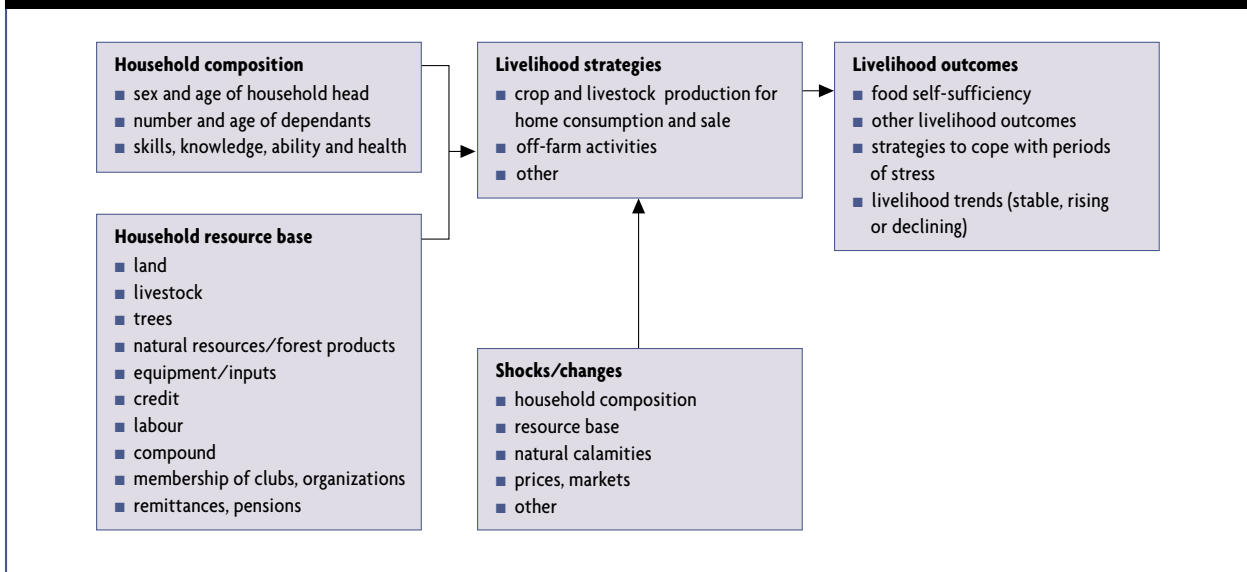 Household composition
■ sex and age of household head
■ number and age of dependants
■ skills, knowledge, ability and health
Household resource base
■ land
■ livestock
■ trees
■ natural resources/forest products
■ equipment/inputs
■ credit
■ labour
■ compound
■ membership of clubs, organizations
■ remittances, pensions
Livelihood strategies
■ crop and livestock production for
home consumption and sale
■ off-farm activities
■ other
Shocks/changes
■ household composition
■ resource base
■ natural calamities
■ prices, markets
■ other
Livelihood outcomes
■ food self-sufficiency
■ other livelihood outcomes
■ strategies to cope with periods
of stress
■ livelihood trends (stable, rising
or declining)